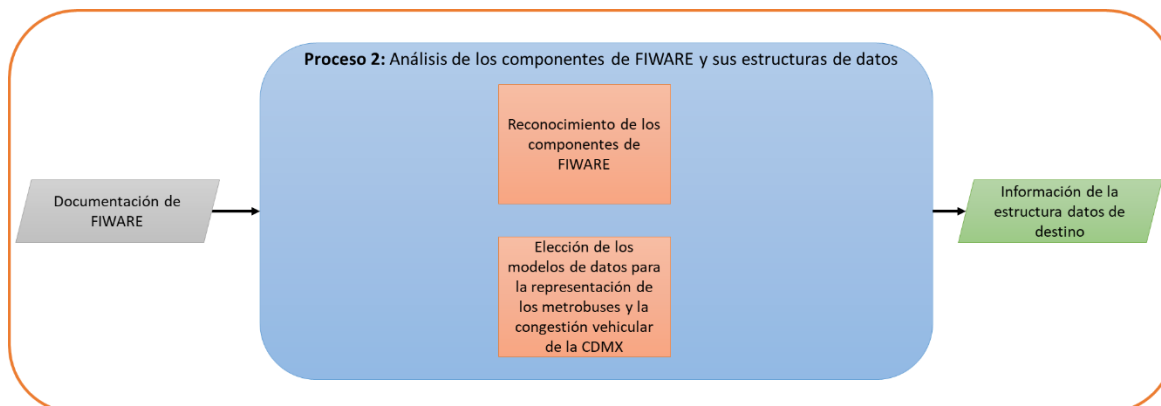 Proceso 2: Análisis de los componentes de FIWARE y sus estructuras de datos
Reconocimiento de los
componentes de
FIWARE
Documentación de
FIWARE
Información de la
estructura datos de
destino
Elección de los
modelos de datos para
la representación de
los metrobuses y la
congestión vehicular
de la CDMX